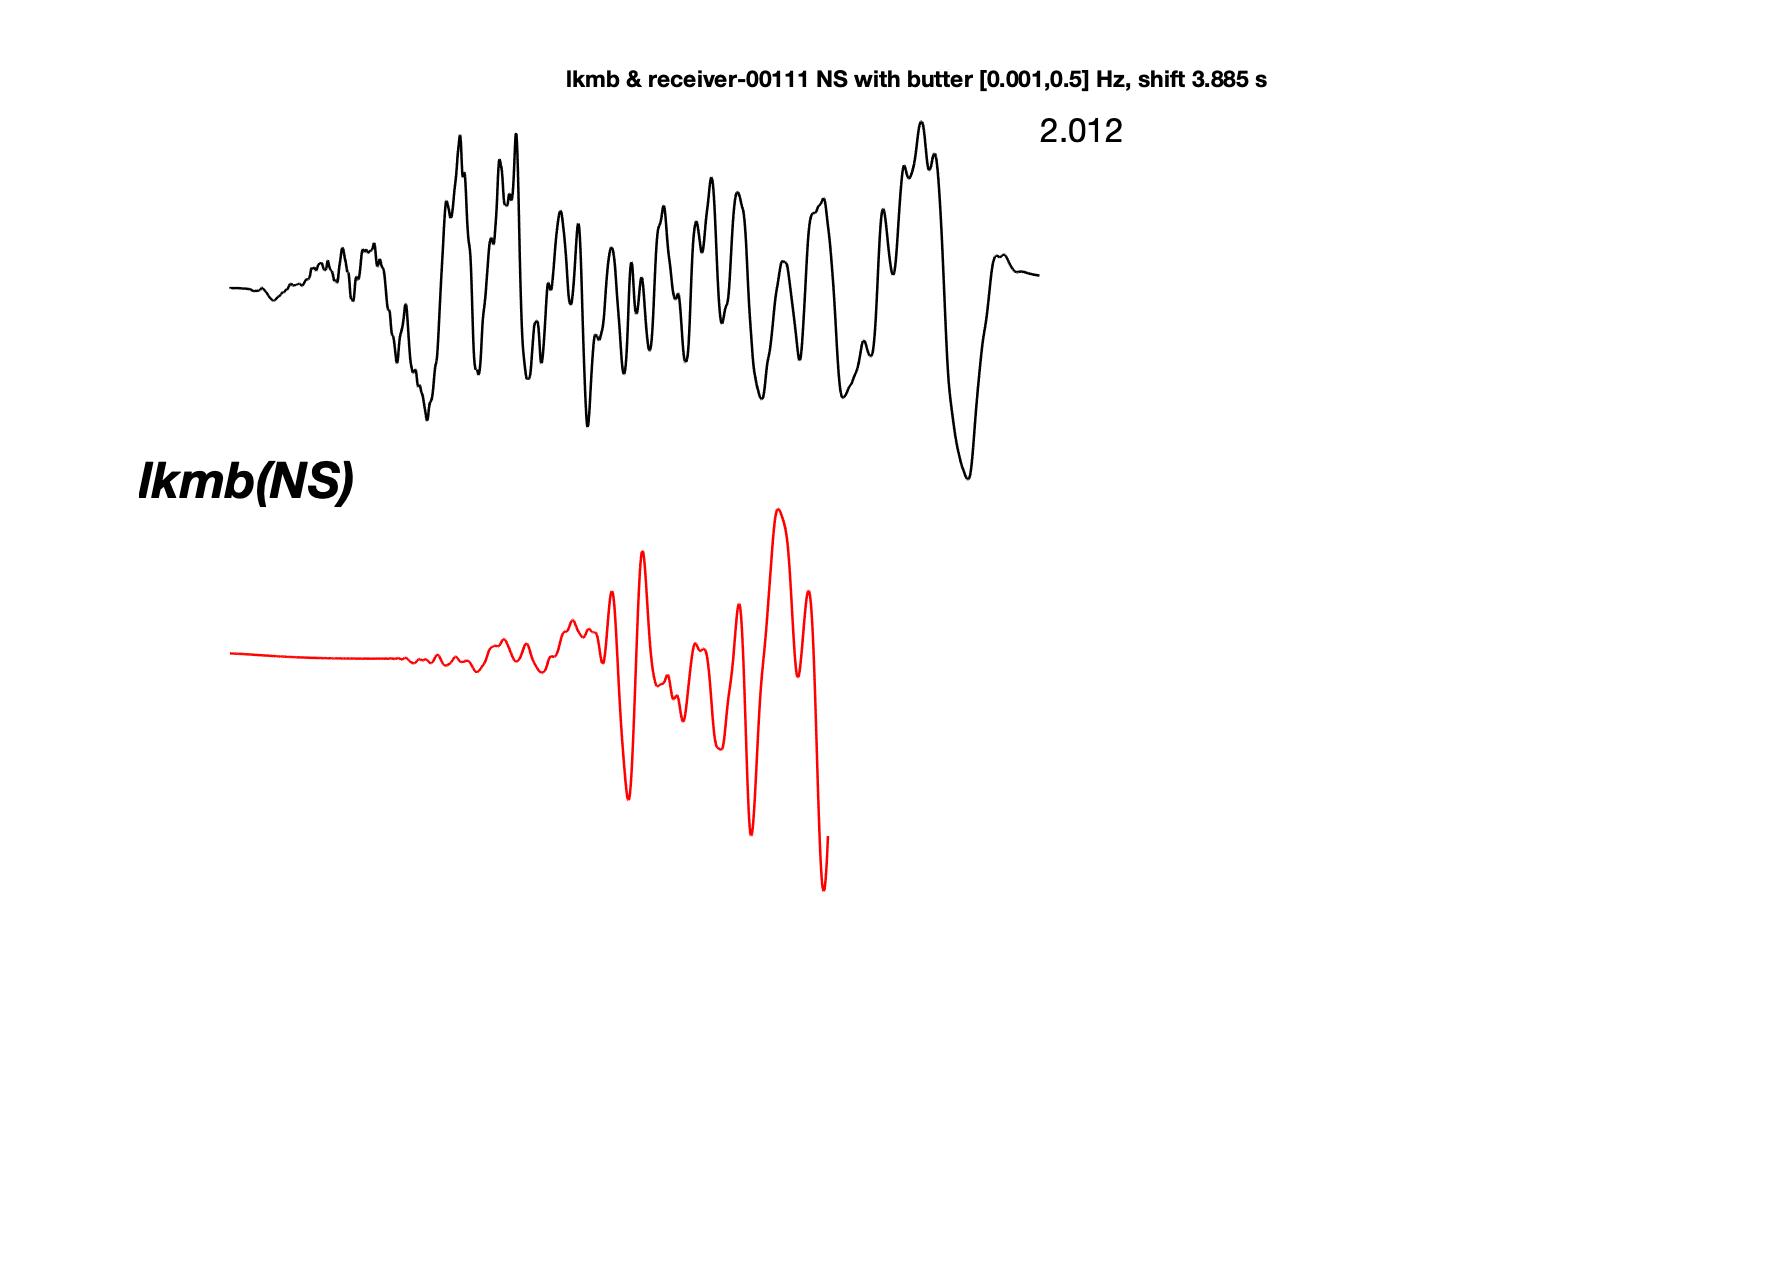 lkmb & receiver-00111 NS with butter [0.001,0.5] Hz, shift 3.885 s
2.012
lkmb(NS)